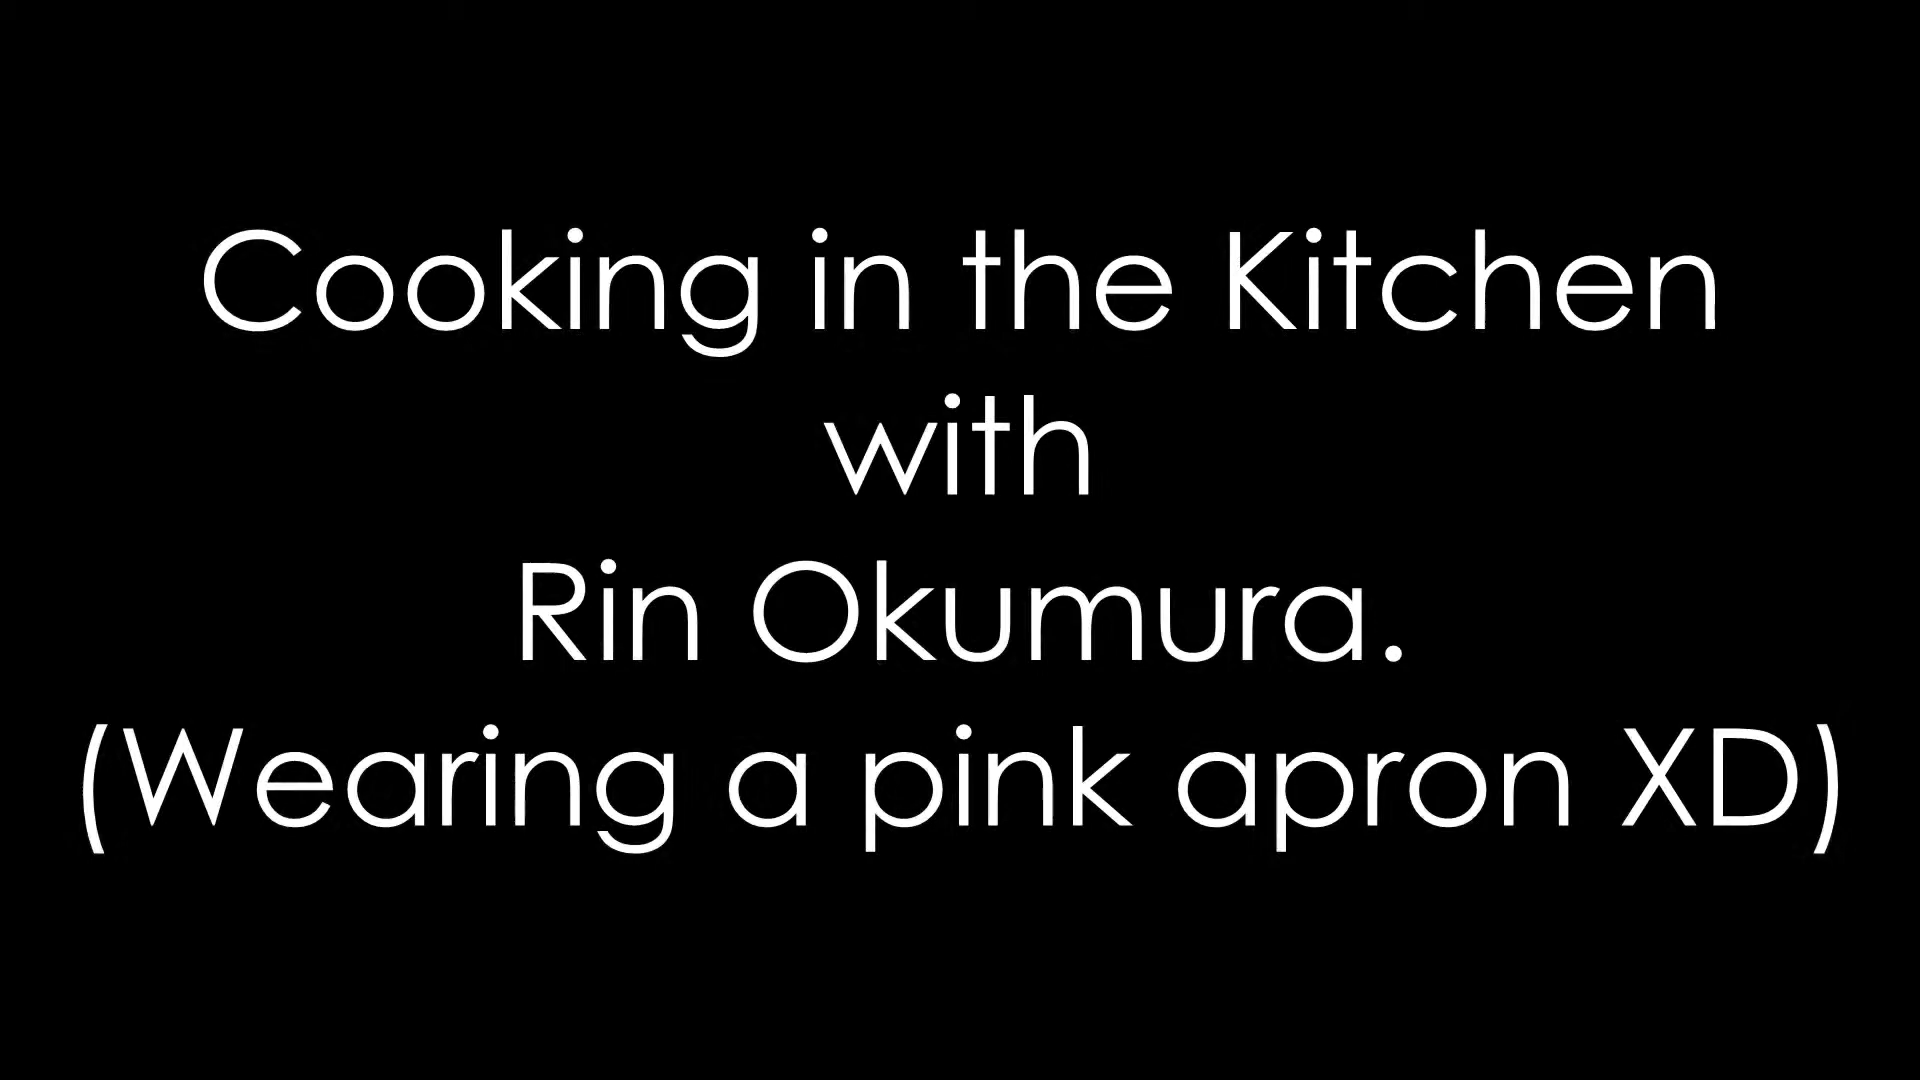 Cooking in the Kitchen
with
Rin Okumura.
(Wearing a pink apron XD)